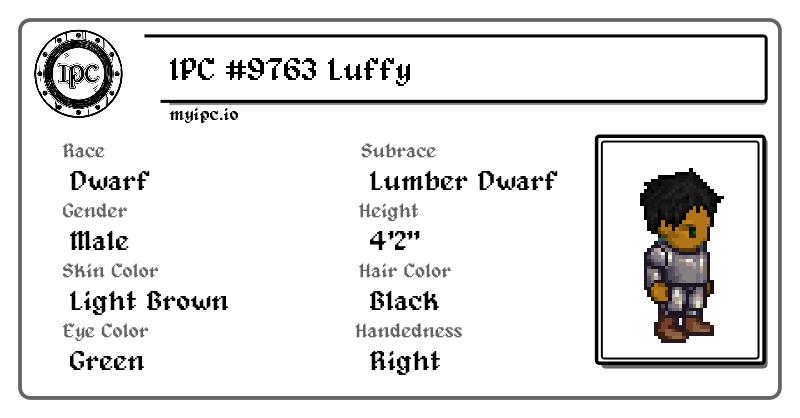 IPC
IPC #9763 Luffy
myipc.io
Race
Dwarf
Subrace
Lumber Dwarf
Gender
Male
Height
4'2"
Skin Color
Light Brown
Hair Color
Black
Eye Color
Green
Handedness
Right